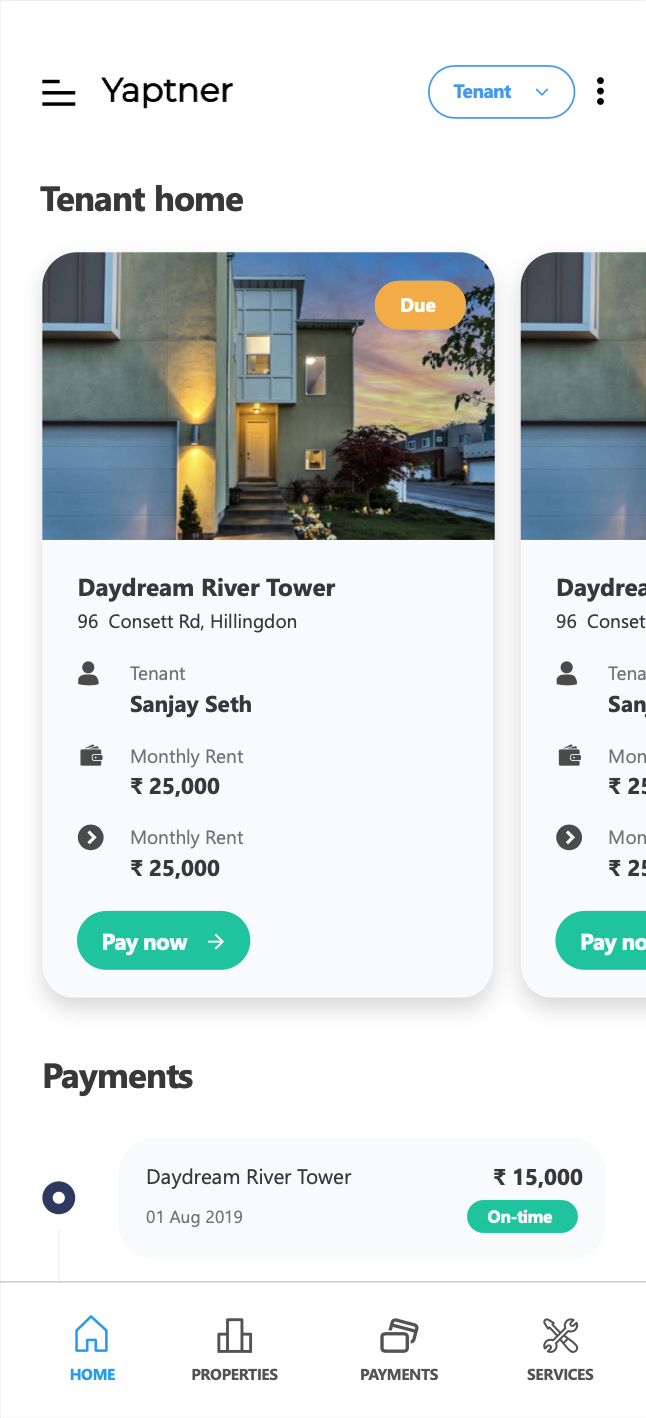 Yaptner
Tenant
Tenant home
Due
Daydream River Tower
96 Consett Rd, Hillingdon
Tenant
Sanjay Seth
Monthly Rent
₹ 25,000
Monthly Rent
₹ 25,000
Pay now
Daydrea
96 Conset
Tena
San
Mon
₹ 25
Mon
₹ 25
Pay no
Payments
Daydream River Tower
₹ 15,000
01 Aug 2019
On-time
HOME
PROPERTIES
PAYMENTS
SERVICES